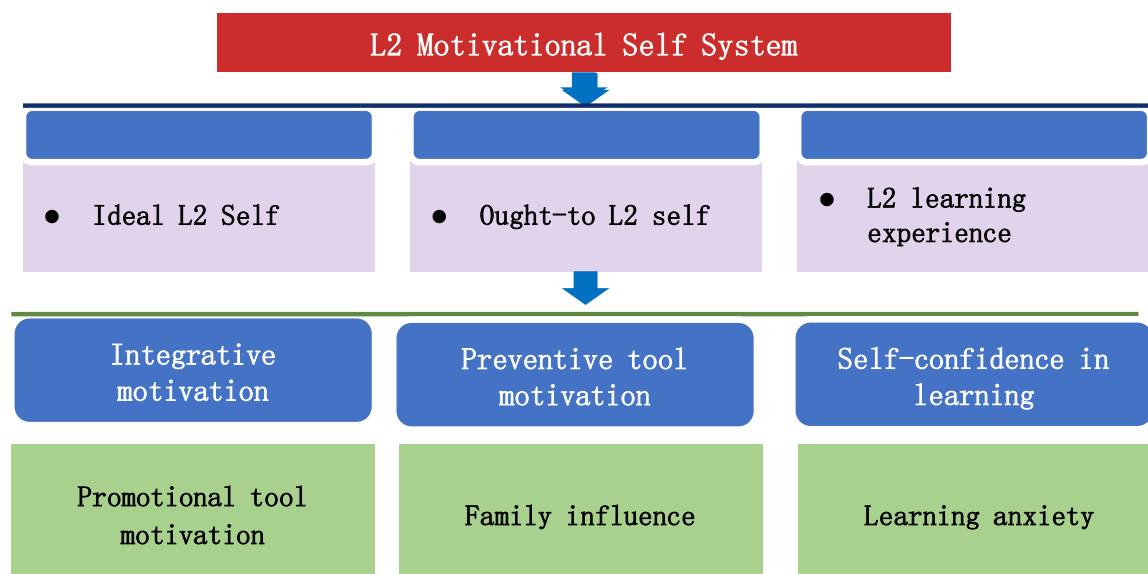 L2 Motivational Self System
● Ideal L2 Self
● Ought-to L2 self
● L2 learning
experience
Integrative
motivation
Preventive tool
motivation
Self-confidence in
learning
Promotional tool
motivation
Family influence
Learning anxiety